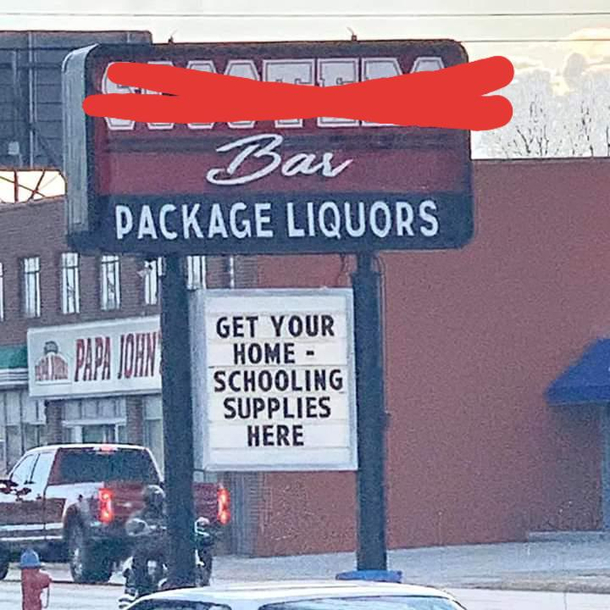 Bar
PACKAGE LIQUORS
GET YOUR
HOME -
SCHOOLING
SUPPLIES
HERE
PAPA JOHN'